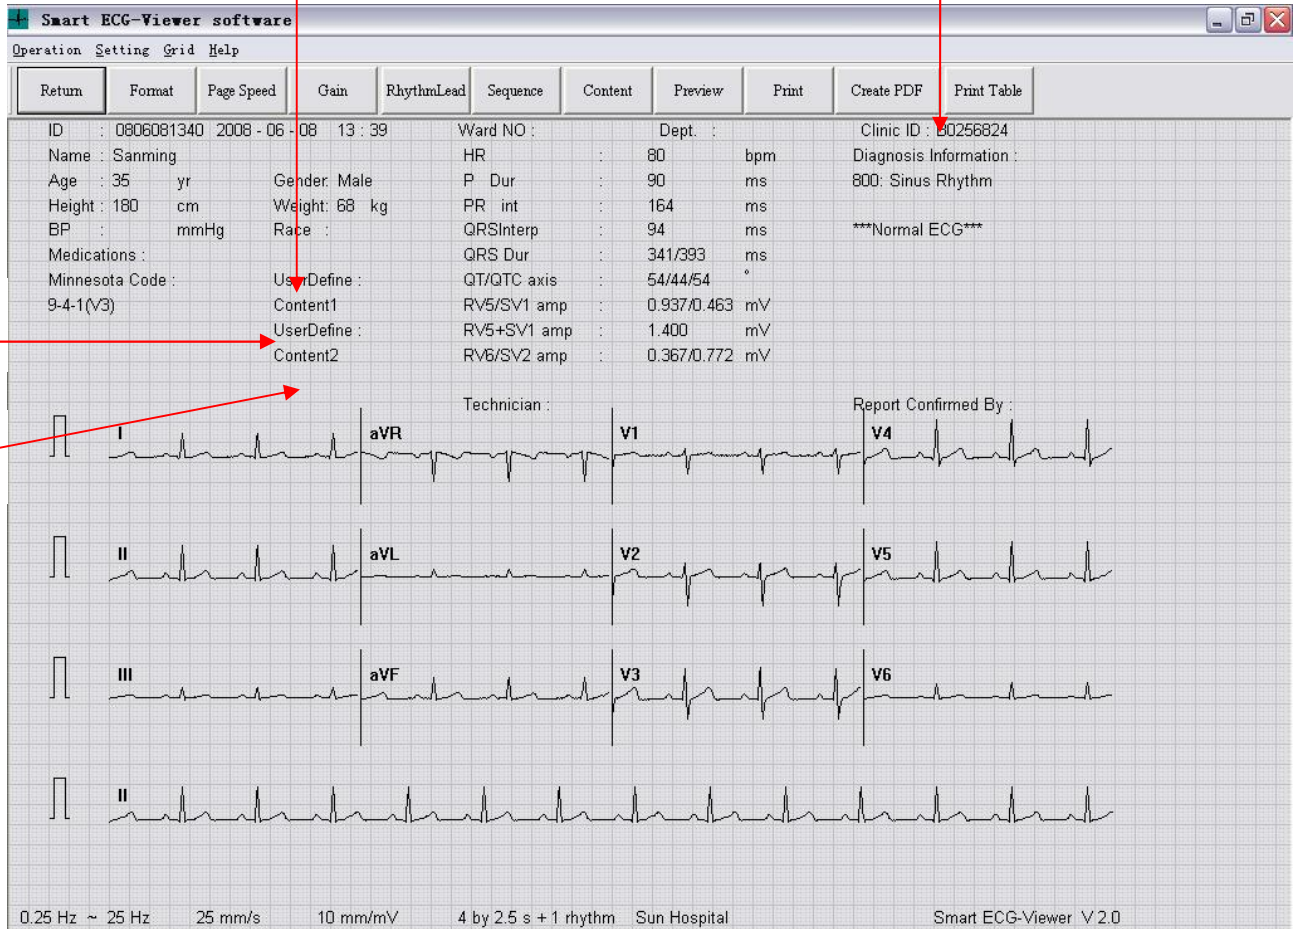 Smart ECG-Viewer software
Operation Setting Grid Help
Return Format Page Speed Gain RhythmLead Sequence Content Preview Print Create PDF Print Table
ID : 0806081340 2008 - 06 - 08 13 : 39 Ward NO : Dept. : Clinic ID : 80256824
Name : Sanming HR : 80 bpm Diagnosis Information :
Age : 35 yr Gender: Male P Dur : 90 ms 800: Sinus Rhythm
Height : 180 cm Weight: 68 kg PR int : 164 ms
BP : mmHg Race : QRSInterp : 94 ms ***Normal ECG***
Medications : QRS Dur : 341/393 ms
Minnesota Code : UserDefine : QT/QTC axis : 54/44/54 °
9-4-1(V3) Content1 RV5/SV1 amp : 0.937/0.463 mV
UserDefine : RV5+SV1 amp : 1.400 mV
Content2 RV6/SV2 amp : 0.367/0.772 mV
Technician : Report Confirmed By :
I aVR V1 V4
II aVL V2 V5
III aVF V3 V6
II
0.25 Hz ~ 25 Hz 25 mm/s 10 mm/mV 4 by 2.5 s + 1 rhythm Sun Hospital Smart ECG-Viewer V 2.0